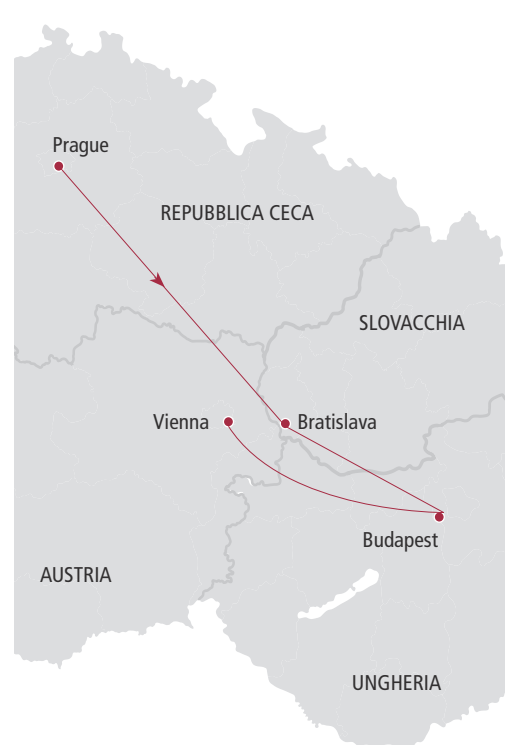 Prague
REPUBBLICA CECA
SLOVACCHIA
Vienna
Bratislava
Budapest
AUSTRIA
UNGHERIA